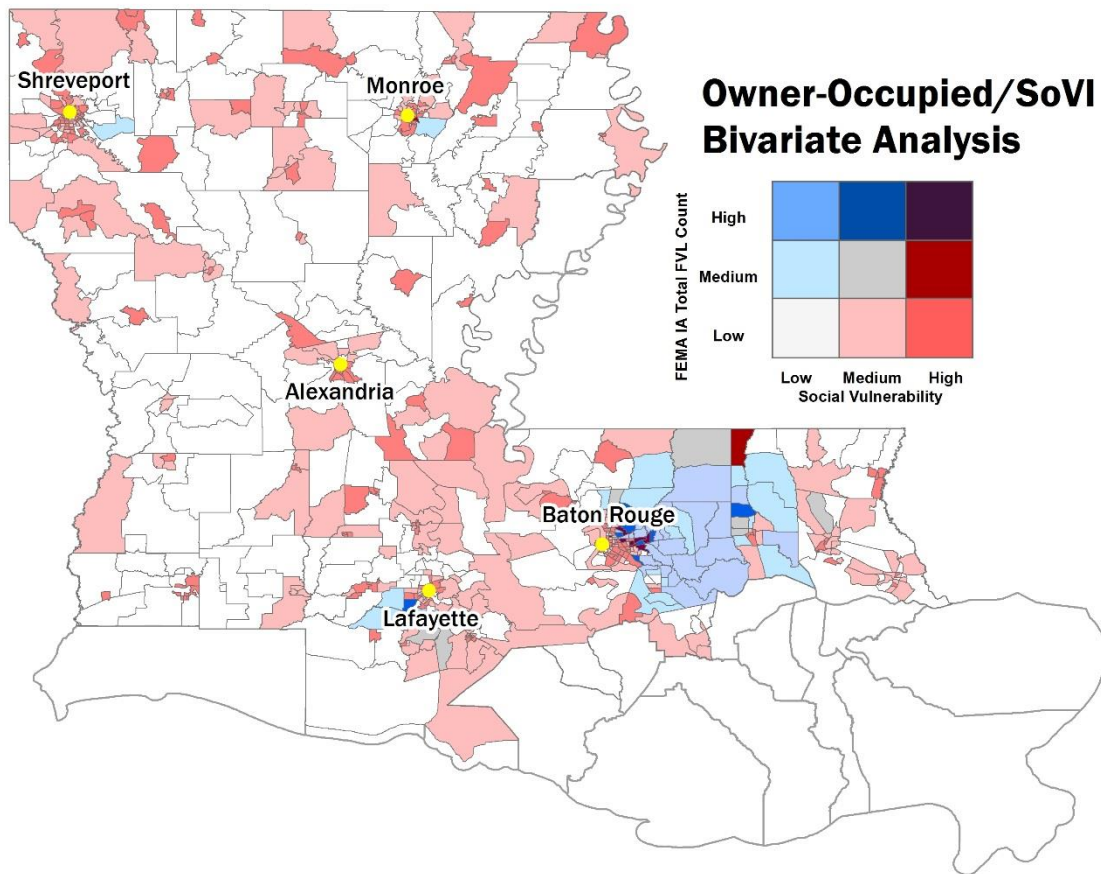 Shreveport
Monroe
Owner-Occupied/SoVI
Bivariate Analysis
FEMA IA Total FVL Count
High
Medium
Low
Low
Medium
High
Social Vulnerability
Alexandria
Baton Rouge
Lafayette